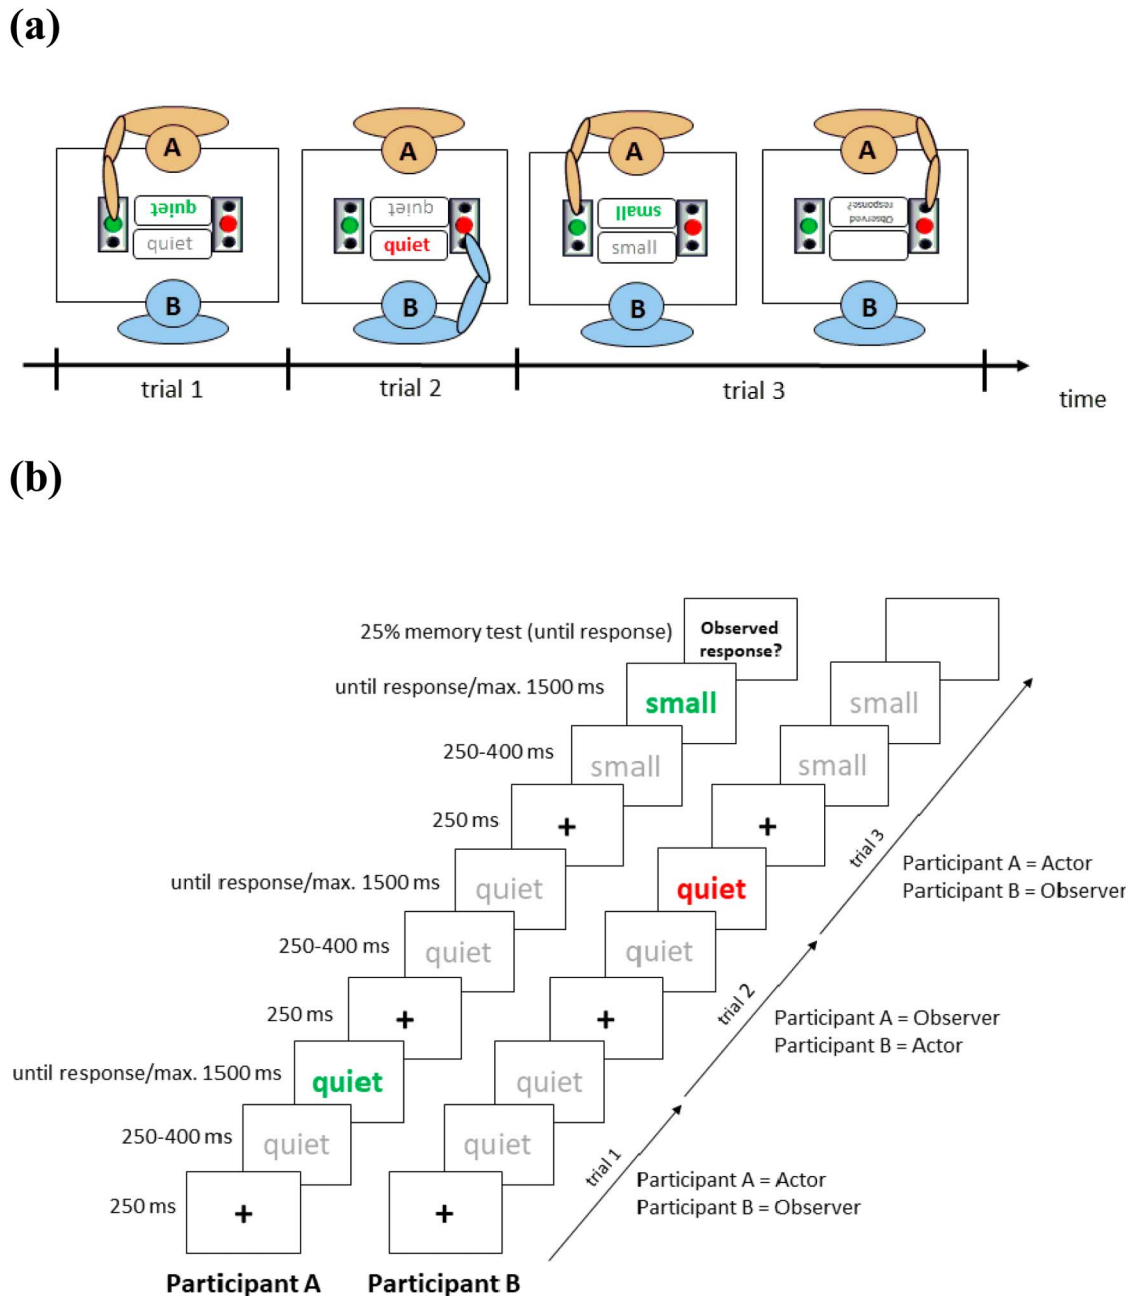 (a)
A
A
A
A
quiet
quiet
quiet
quiet
small
small
Observed
response?
B
B
B
B
trial 1
trial 2
trial 3
time
(b)
25% memory test (until response)
Observed
response?
until response/max. 1500 ms
small
small
250-400 ms
small
small
250 ms
+
+
trial 3
Participant A = Actor
Participant B = Observer
until response/max. 1500 ms
quiet
quiet
250-400 ms
quiet
quiet
250 ms
+
+
trial 2
Participant A = Observer
Participant B = Actor
until response/max. 1500 ms
quiet
quiet
250-400 ms
quiet
quiet
trial 1
Participant A = Actor
Participant B = Observer
250 ms
+
+
Participant A
Participant B